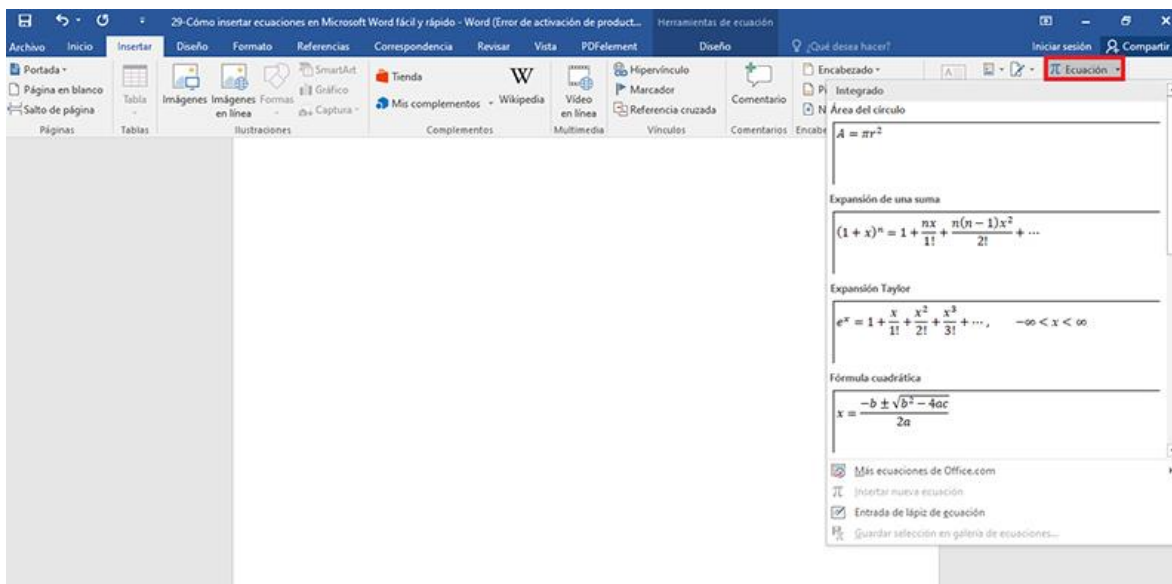 29-Cómo insertar ecuaciones en Microsoft Word fácil y rápido - Word (Error de activación de product... Herramientas de ecuación
Archivo Inicio Insertar Diseño Formato Referencias Correspondencia Revisar Vista PDFelement Diseño ¿Qué desea hacer? Iniciar sesión Compartir
Portada
Página en blanco
Salto de página
Páginas
Tabla
Tablas
Imágenes
Imágenes en línea
Formas
SmartArt
Gráfico
Captura
Ilustraciones
Tienda
Mis complementos
W Wikipedia
Complementos
Vídeo en línea
Multimedia
Hipervínculo
Marcador
Referencia cruzada
Vínculos
Comentario
Comentarios
Encabezado
Pi
N
Encabe
A
π Ecuación
Integrado
Área del círculo
A = πr²
Expansión de una suma
(1 + x)ⁿ = 1 + nx/1! + n(n − 1)x²/2! + ⋯
Expansión Taylor
eˣ = 1 + x/1! + x²/2! + x³/3! + ⋯, −∞ < x < ∞
Fórmula cuadrática
x = (−b ± √(b² − 4ac))/2a
Más ecuaciones de Office.com
π Insertar nueva ecuación
Entrada de lápiz de ecuación
Guardar selección en galería de ecuaciones...